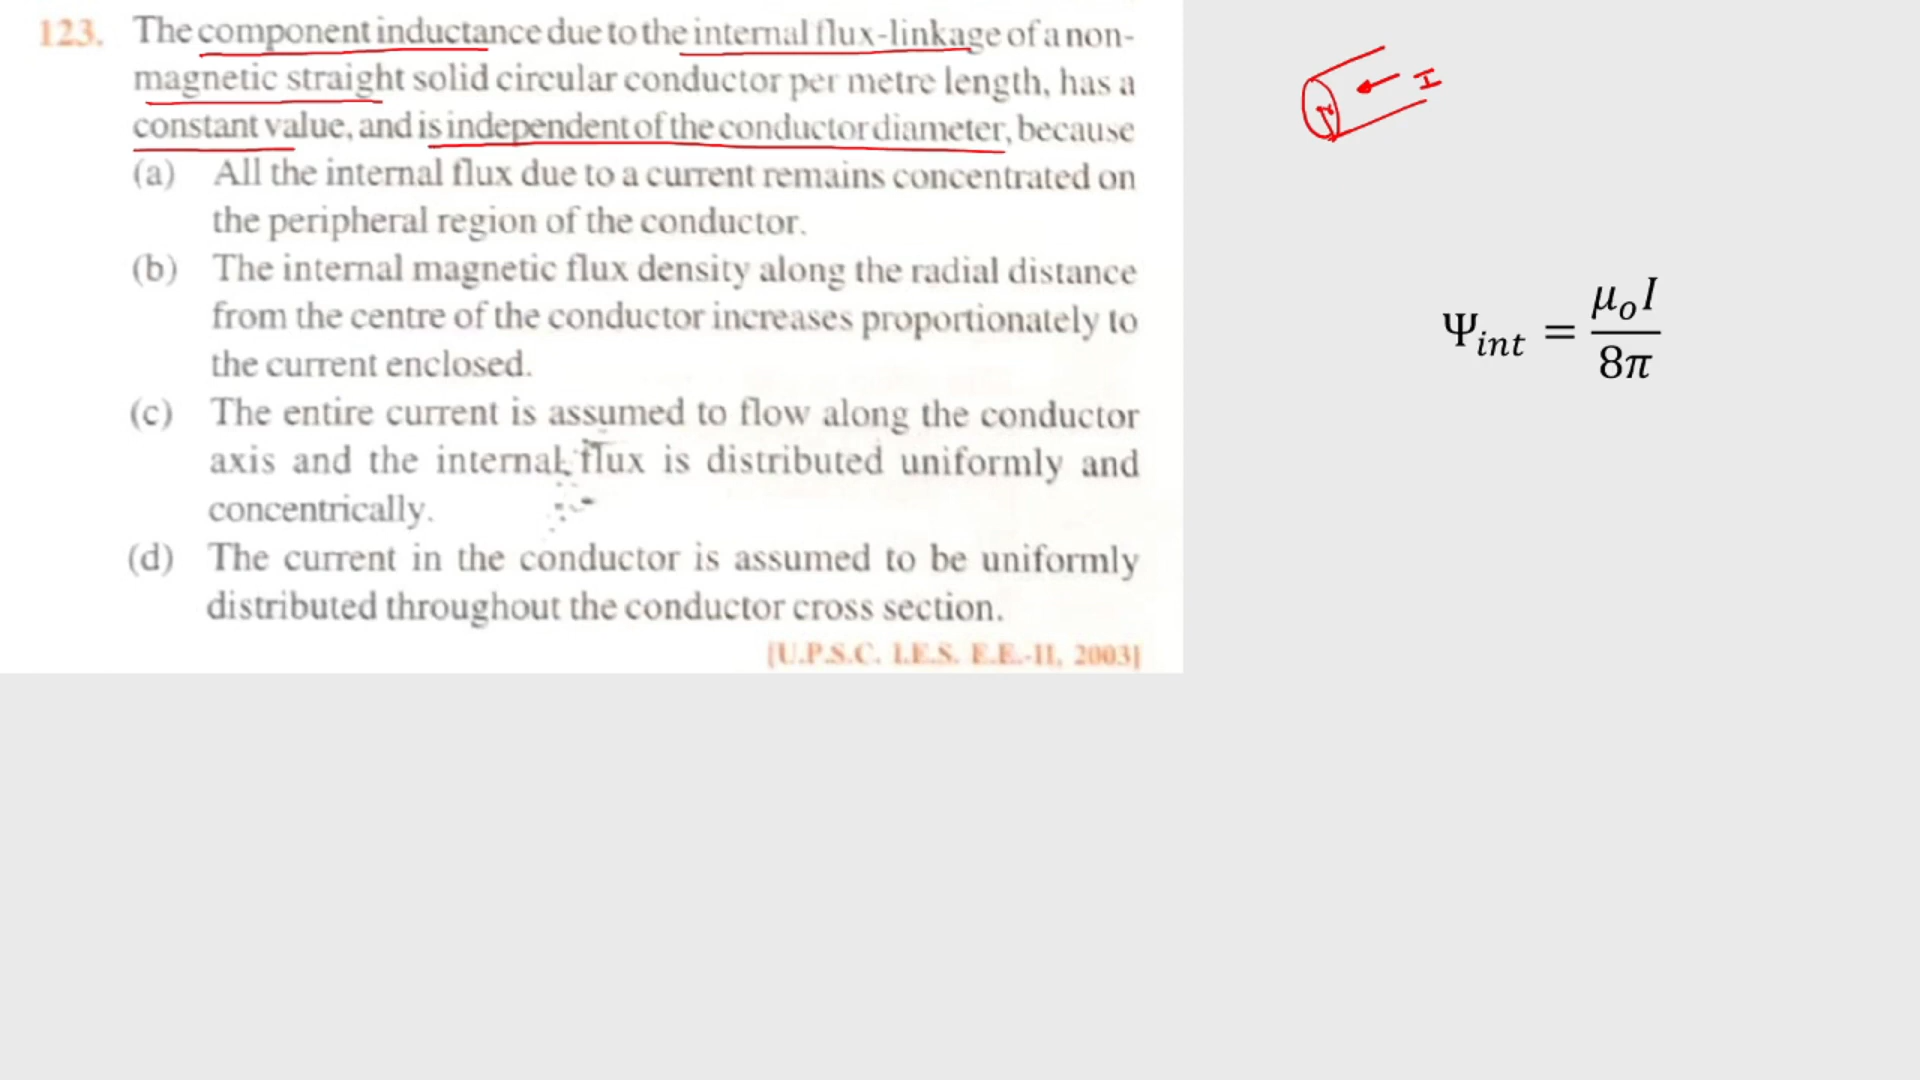 123. The component inductance due to the internal flux-linkage of a non-
magnetic straight solid circular conductor per metre length, has a
constant value, and is independent of the conductor diameter, because
(a) All the internal flux due to a current remains concentrated on
the peripheral region of the conductor.
(b) The internal magnetic flux density along the radial distance
from the centre of the conductor increases proportionately to
the current enclosed.
(c) The entire current is assumed to flow along the conductor
axis and the internal flux is distributed uniformly and
concentrically.
(d) The current in the conductor is assumed to be uniformly
distributed throughout the conductor cross section.
[U.P.S.C. I.E.S. E.E.-II, 2003]
r
I
Ψint = μoI
8π